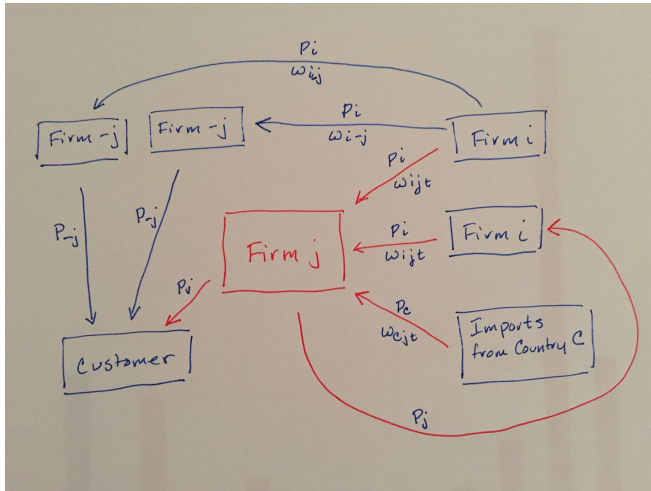 Pi
ωij
Pi
ωi-j
Firm -j
Firm -j
Firm i
Pi
ωijt
P-j
P-j
Firm j
Pi
ωijt
Firm i
Pj
Pc
ωcjt
Imports
from Country C
Customer
Pj